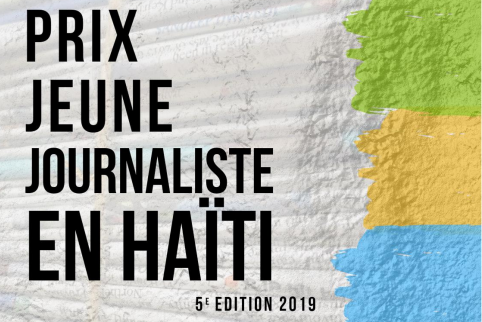 PRIX
JEUNE
JOURNALISTE
EN HAÏTI
5E EDITION 2019